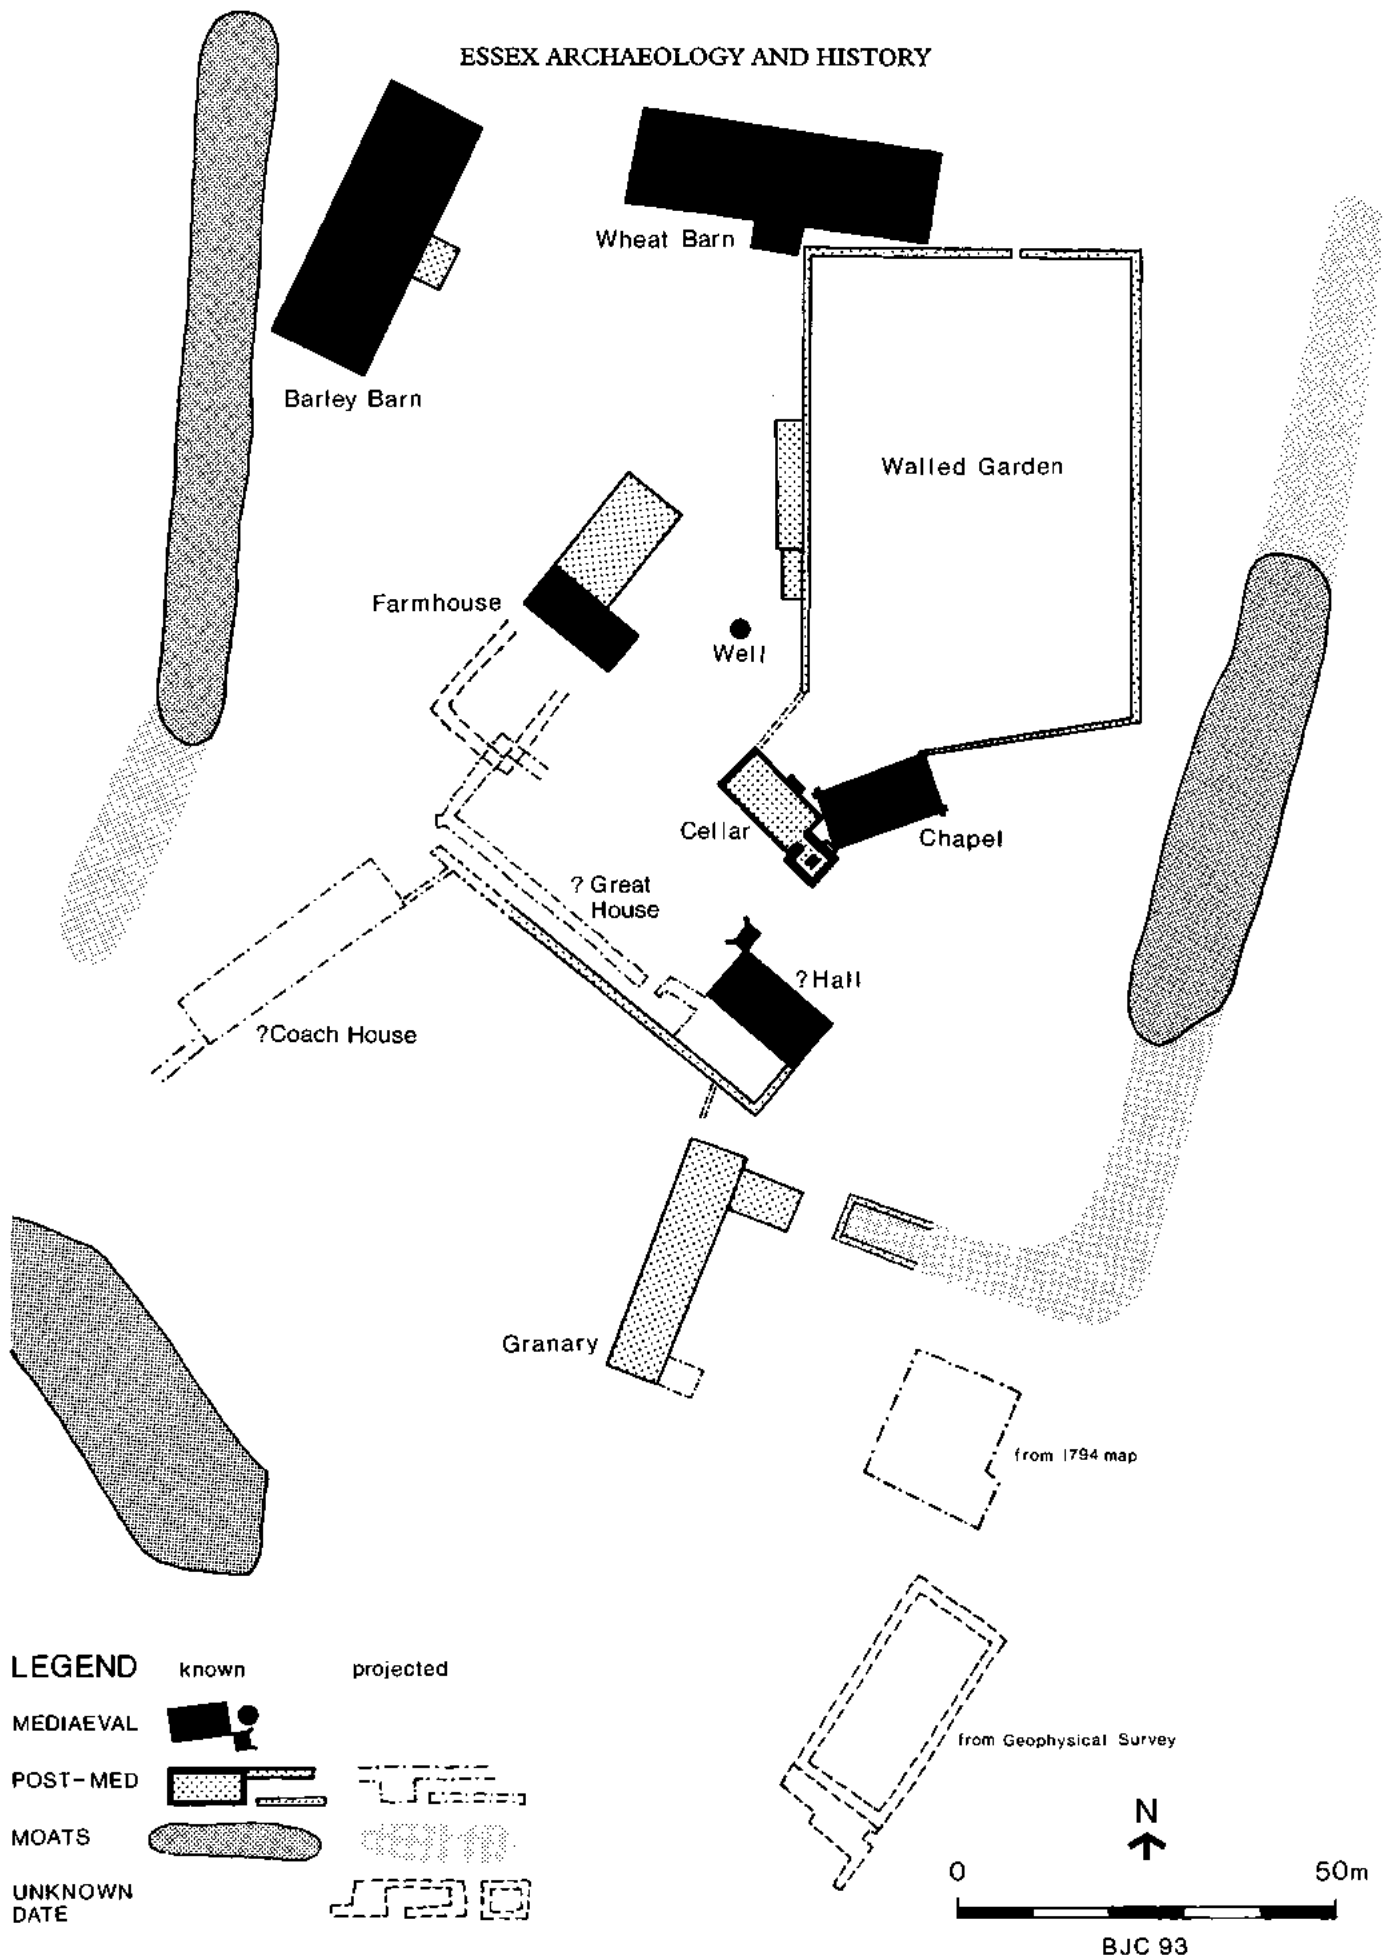 ESSEX ARCHAEOLOGY AND HISTORY
Wheat Barn
Barley Barn
Walled Garden
Farmhouse
Well
Cellar
Chapel
? Great
House
?Hall
?Coach House
Granary
from 1794 map
from Geophysical Survey
LEGEND known projected
MEDIAEVAL
POST-MED
MOATS
UNKNOWN
DATE
N
0 50m
BJC 93